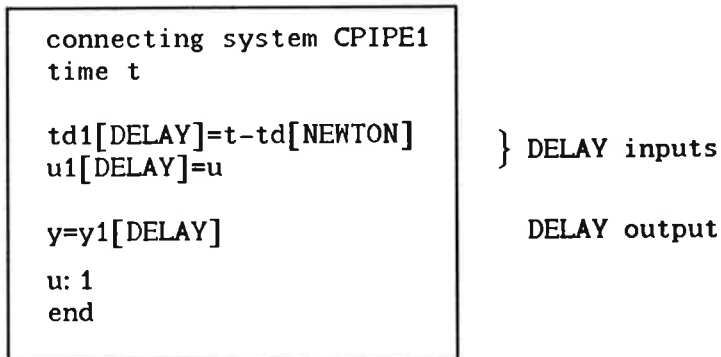 connecting system CPIPE1
time t
td1[DELAY]=t-td[NEWTON]
u1[DELAY]=u
} DELAY inputs
y=y1[DELAY]
DELAY output
u: 1
end